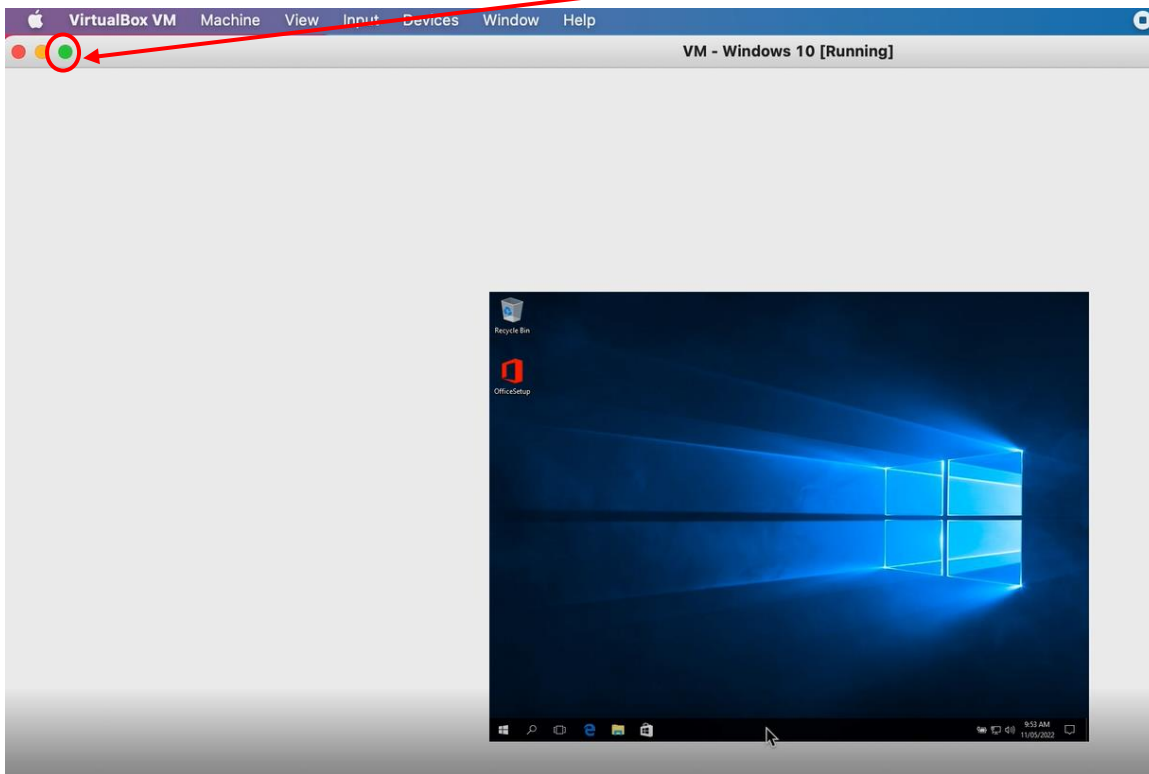 VirtualBox VM Machine View Input Devices Window Help
VM - Windows 10 [Running]
Recycle Bin
OfficeSetup
9:53 AM
11/05/2022